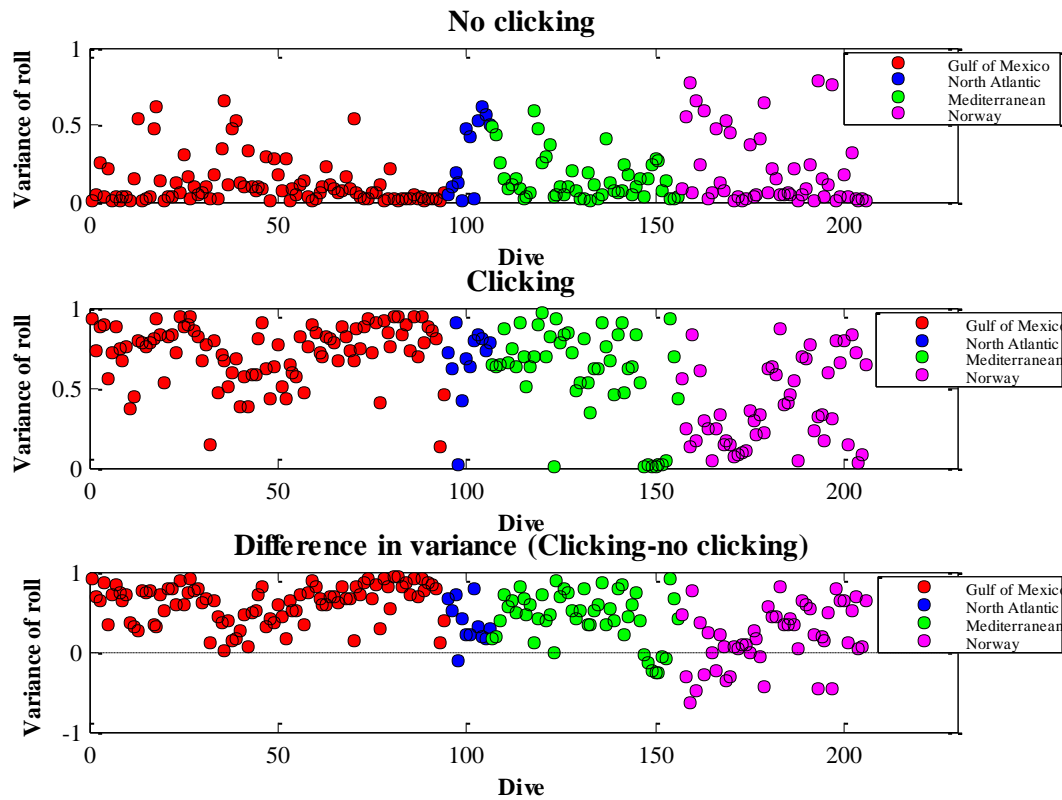 No clicking
1
0.5
0
Variance of roll
0
50
100
150
200
Dive
Gulf of Mexico
North Atlantic
Mediterranean
Norway
Clicking
1
0.5
0
Variance of roll
0
50
100
150
200
Dive
Gulf of Mexico
North Atlantic
Mediterranean
Norway
Difference in variance (Clicking-no clicking)
1
0
-1
Variance of roll
0
50
100
150
200
Dive
Gulf of Mexico
North Atlantic
Mediterranean
Norway